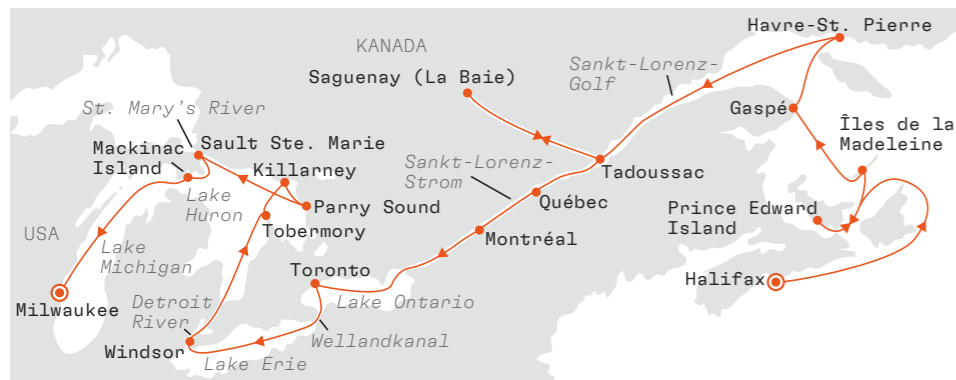 Havre-St. Pierre
KANADA
Sankt-Lorenz-
Golf
Saguenay (La Baie)
St. Mary's River
Gaspé
Îles de la
Madeleine
Sault Ste. Marie
Mackinac
Island
Killarney
Sankt-Lorenz-
Strom
Tadoussac
Lake
Huron
Québec
Parry Sound
Prince Edward
Island
Tobermory
USA
Montréal
Lake
Michigan
Toronto
Halifax
Milwaukee
Detroit
River
Lake Ontario
Wellandkanal
Windsor
Lake Erie